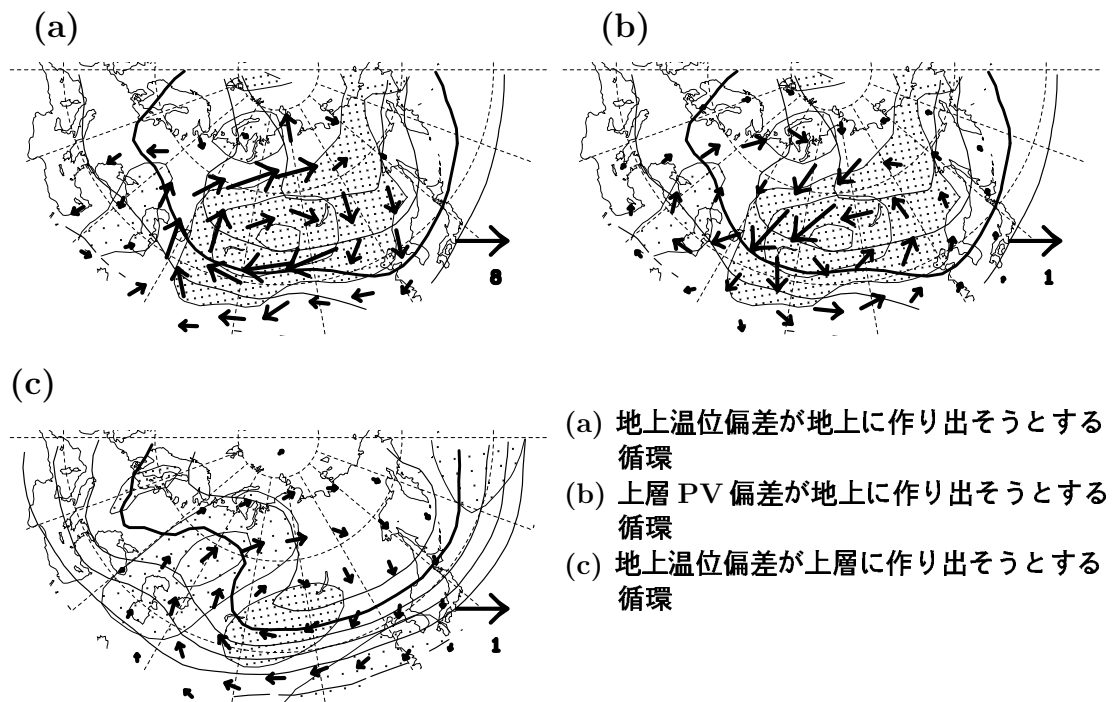 (a)
(b)
8
1
(c)
1
(a) 地上温位偏差が地上に作り出そうとする
循環
(b) 上層 PV 偏差が地上に作り出そうとする
循環
(c) 地上温位偏差が上層に作り出そうとする
循環